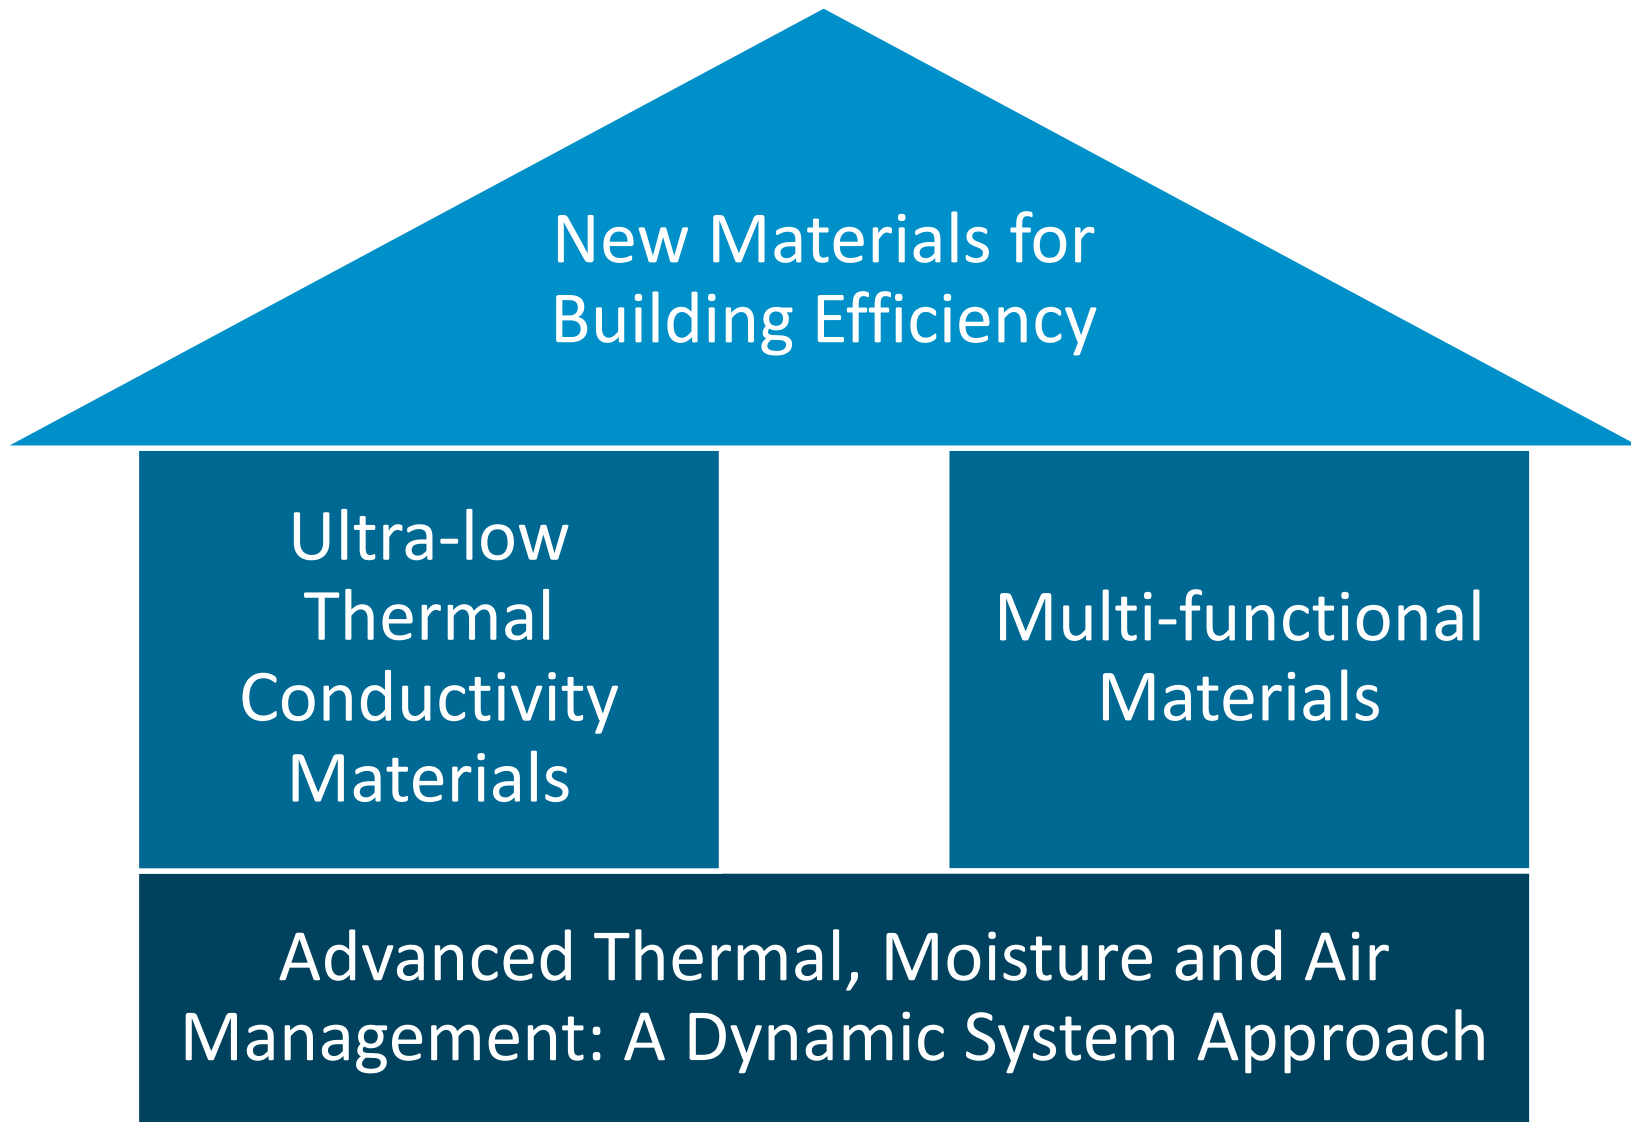 New Materials for
Building Efficiency
Ultra-low
Thermal
Conductivity
Materials
Multi-functional
Materials
Advanced Thermal, Moisture and Air
Management: A Dynamic System Approach